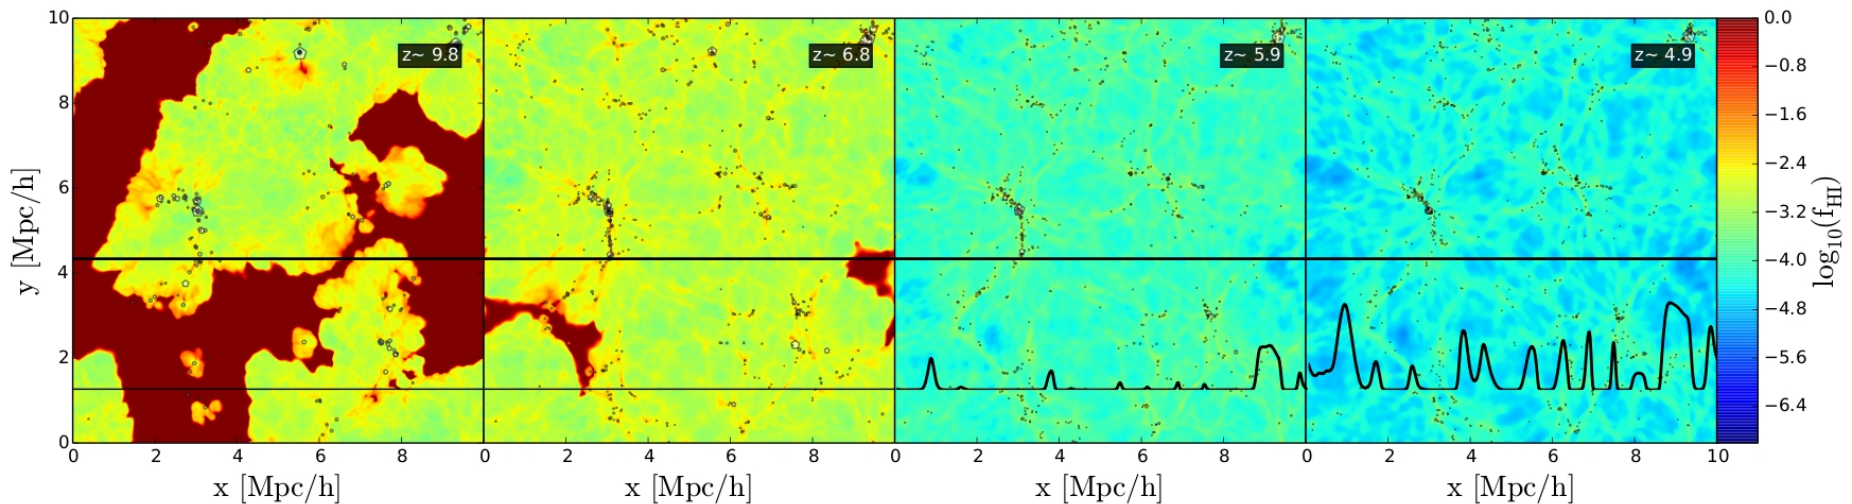 10
8
6
4
2
0
y [Mpc/h]
z~ 9.8
z~ 6.8
z~ 5.9
z~ 4.9
0 2 4 6 8 0 2 4 6 8 0 2 4 6 8 0 2 4 6 8 10
x [Mpc/h] x [Mpc/h] x [Mpc/h] x [Mpc/h]
0.0
−0.8
−1.6
−2.4
−3.2
−4.0
−4.8
−5.6
−6.4
log₁₀(f_HI)